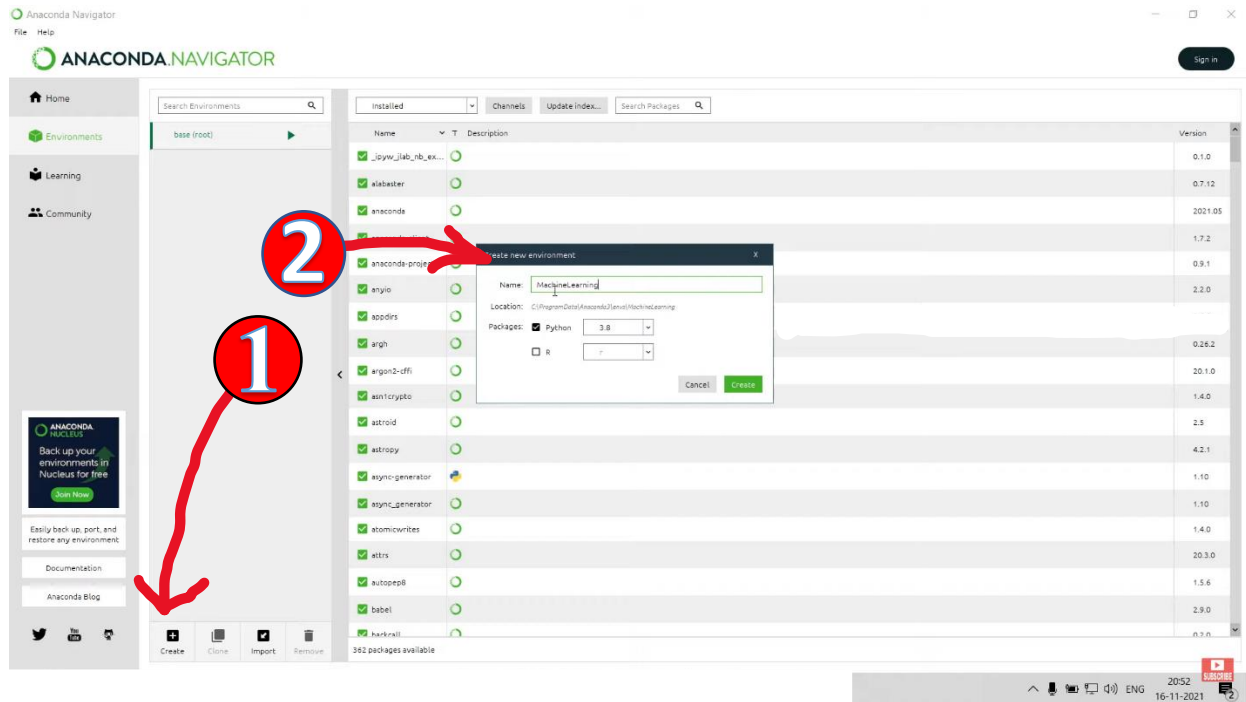 Anaconda Navigator
File Help
ANACONDA.NAVIGATOR
Sign in
Home
Environments
Learning
Community
ANACONDA.
NUCLEUS
Back up your
environments in
Nucleus for free
Join Now
Easily back up, port, and
restore any environment
Documentation
Anaconda Blog
You
Tube
Search Environments
base (root)
Create Clone Import Remove
1
2
Installed Channels Update index... Search Packages
Name T Description Version
_ipyw_jlab_nb_ex... 0.1.0
alabaster 0.7.12
anaconda 2021.05
1.7.2
anaconda-projec 0.9.1
anyio 2.2.0
appdirs
argh 0.26.2
argon2-cffi 20.1.0
asn1crypto 1.4.0
astroid 2.5
astropy 4.2.1
async-generator 1.10
async_generator 1.10
atomicwrites 1.4.0
attrs 20.3.0
autopep8 1.5.6
babel 2.9.0
backcall 0.2.0
362 packages available
Create new environment X
Name: MachineLearning
Location: C:\ProgramData\Anaconda3\envs\MachineLearning
Packages: Python 3.8
R r
Cancel Create
SUBSCRIBE
ENG
20:52
16-11-2021
2